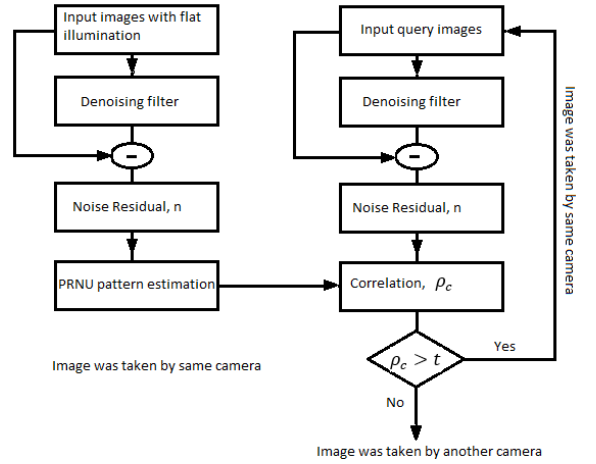 Input images with flat
illumination
Denoising filter
-
Noise Residual, n
PRNU pattern estimation
Image was taken by same camera
Input query images
Denoising filter
-
Noise Residual, n
Correlation, ρc
ρc > t
Yes
No
Image was taken by another camera
Image was taken by same camera